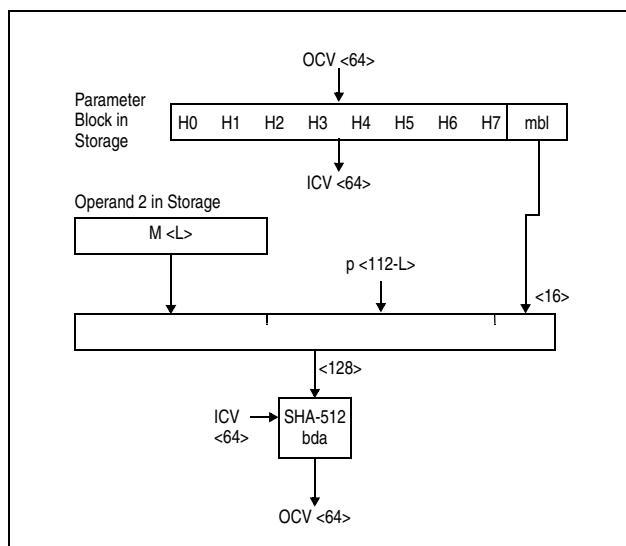 OCV <64>
Parameter
Block in
Storage
H0 H1 H2 H3 H4 H5 H6 H7 mbl
ICV <64>
Operand 2 in Storage
M <L>
p <112-L>
<16>
<128>
ICV
<64>
SHA-512
bda
OCV <64>